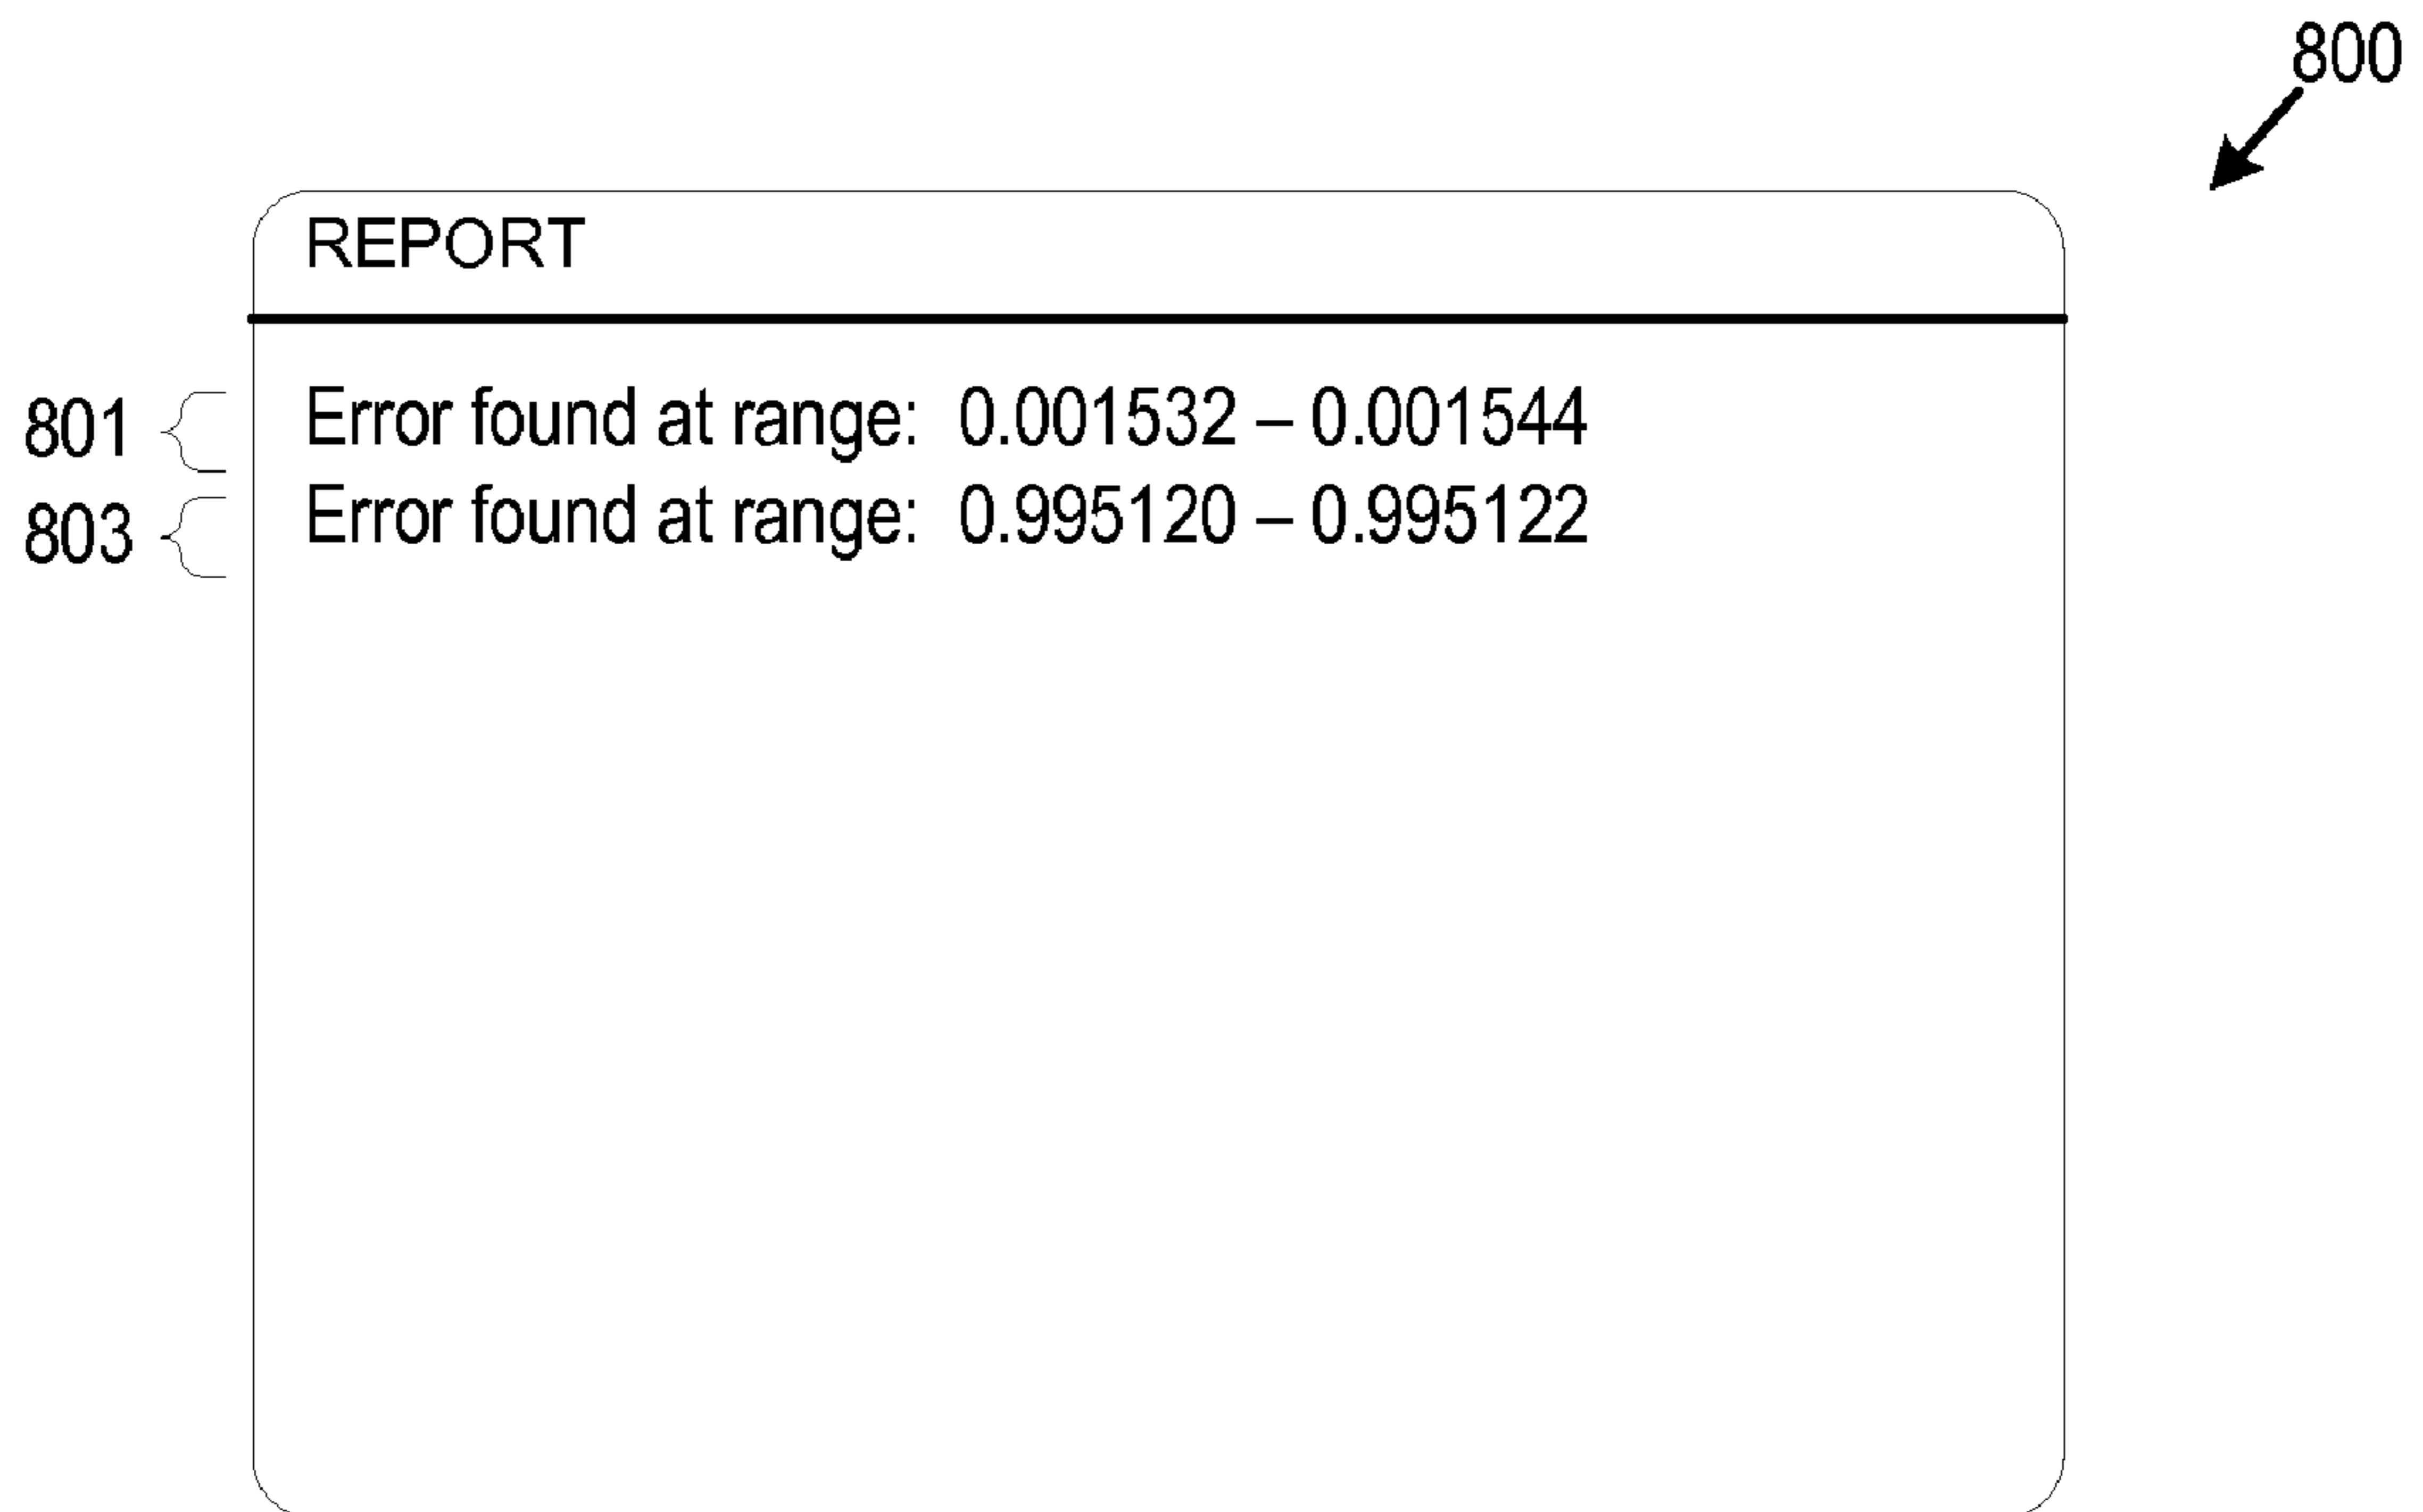 800
REPORT
801 Error found at range: 0.001532 – 0.001544
803 Error found at range: 0.995120 – 0.995122